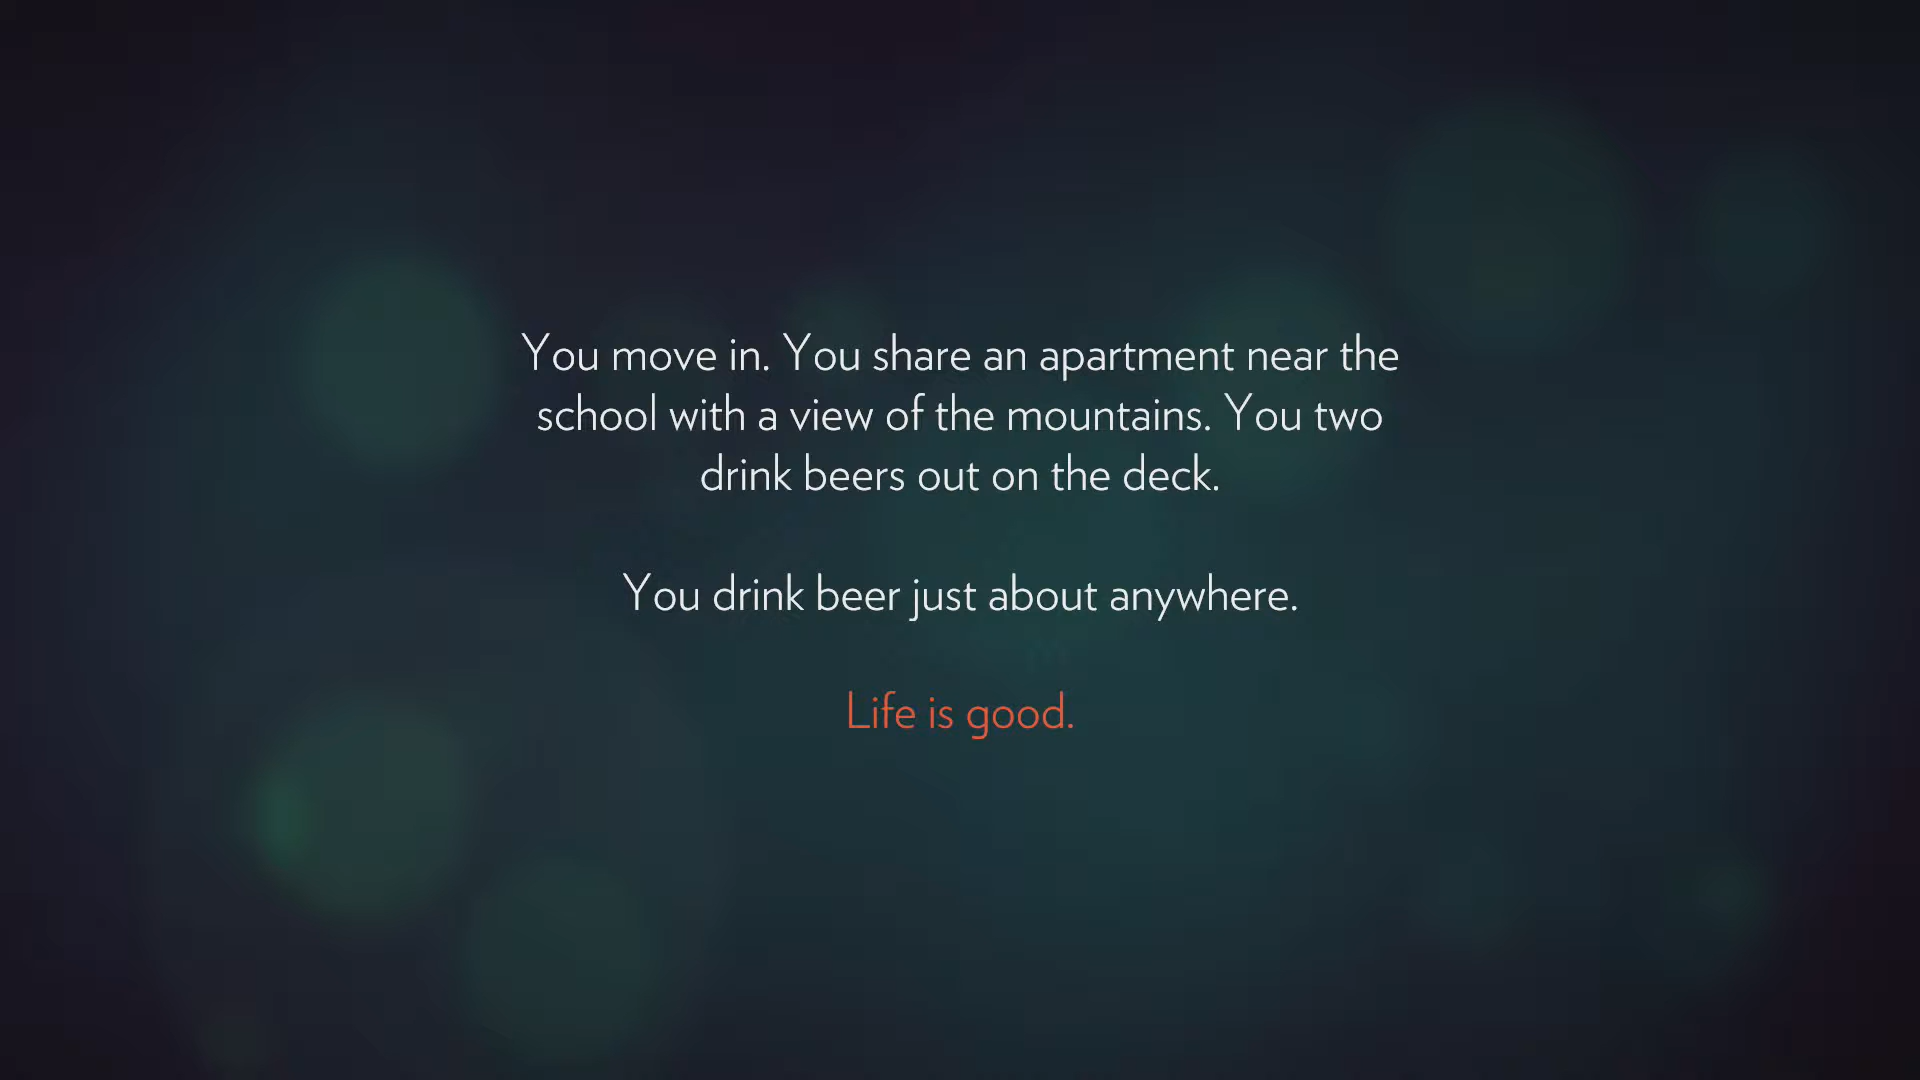 You move in. You share an apartment near the
school with a view of the mountains. You two
drink beers out on the deck.
You drink beer just about anywhere.
Life is good.